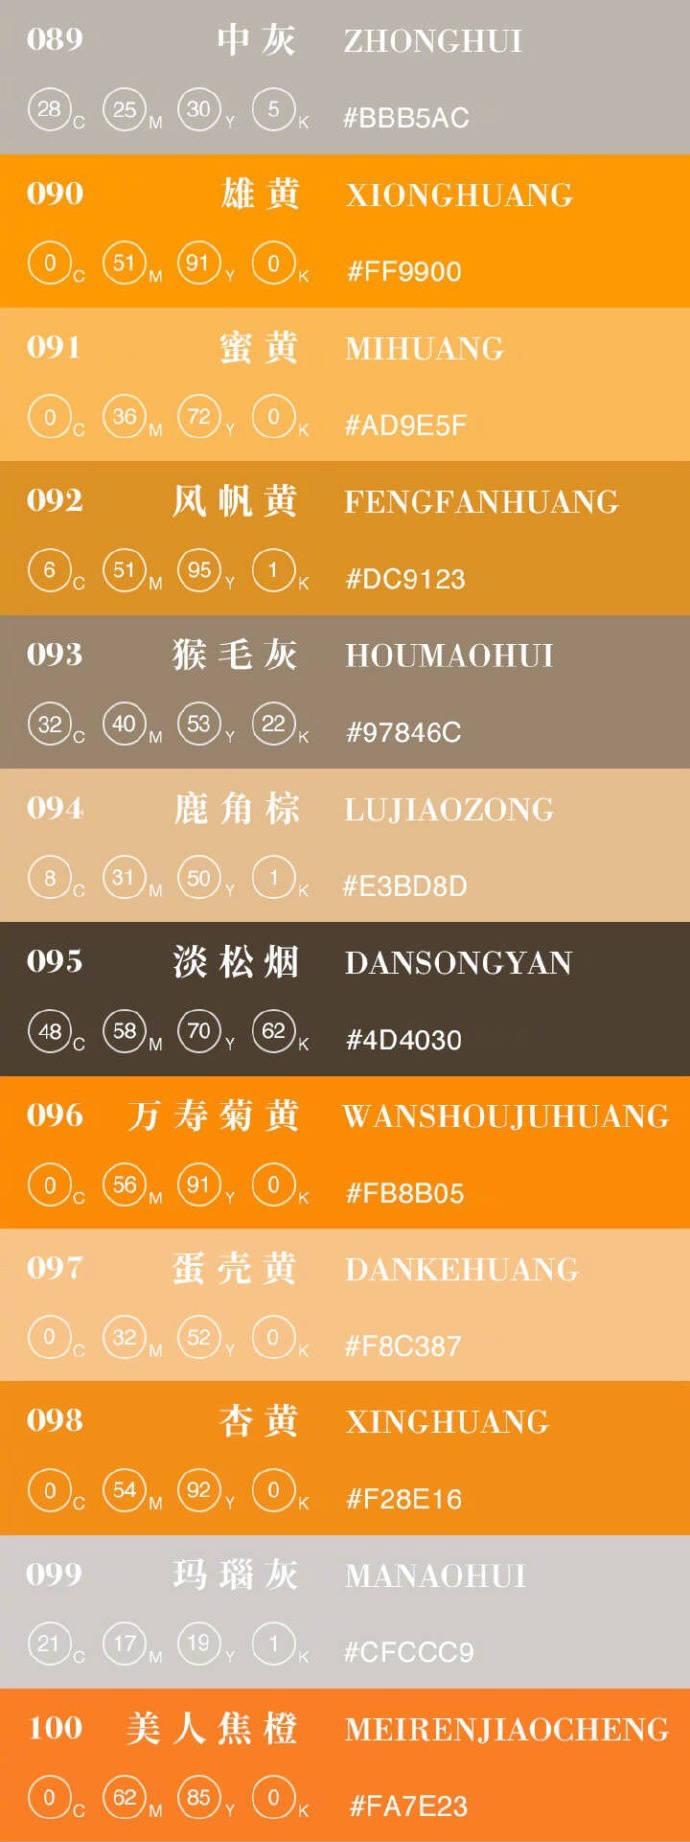 089 中灰 ZHONGHUI
28 C 25 M 30 Y 5 K #BBB5AC
090 雄黄 XIONGHUANG
0 C 51 M 91 Y 0 K #FF9900
091 蜜黄 MIHUANG
0 C 36 M 72 Y 0 K #AD9E5F
092 风帆黄 FENGFANHUANG
6 C 51 M 95 Y 1 K #DC9123
093 猴毛灰 HOUMAOHUI
32 C 40 M 53 Y 22 K #97846C
094 鹿角棕 LUJIAOZONG
8 C 31 M 50 Y 1 K #E3BD8D
095 淡松烟 DANSONGYAN
48 C 58 M 70 Y 62 K #4D4030
096 万寿菊黄 WANSHOUJUHUANG
0 C 56 M 91 Y 0 K #FB8B05
097 蛋壳黄 DANKEHUANG
0 C 32 M 52 Y 0 K #F8C387
098 杏黄 XINGHUANG
0 C 54 M 92 Y 0 K #F28E16
099 玛瑙灰 MANAOHUI
21 C 17 M 19 Y 1 K #CFCCC9
100 美人焦橙 MEIRENJIAOCHENG
0 C 62 M 85 Y 0 K #FA7E23